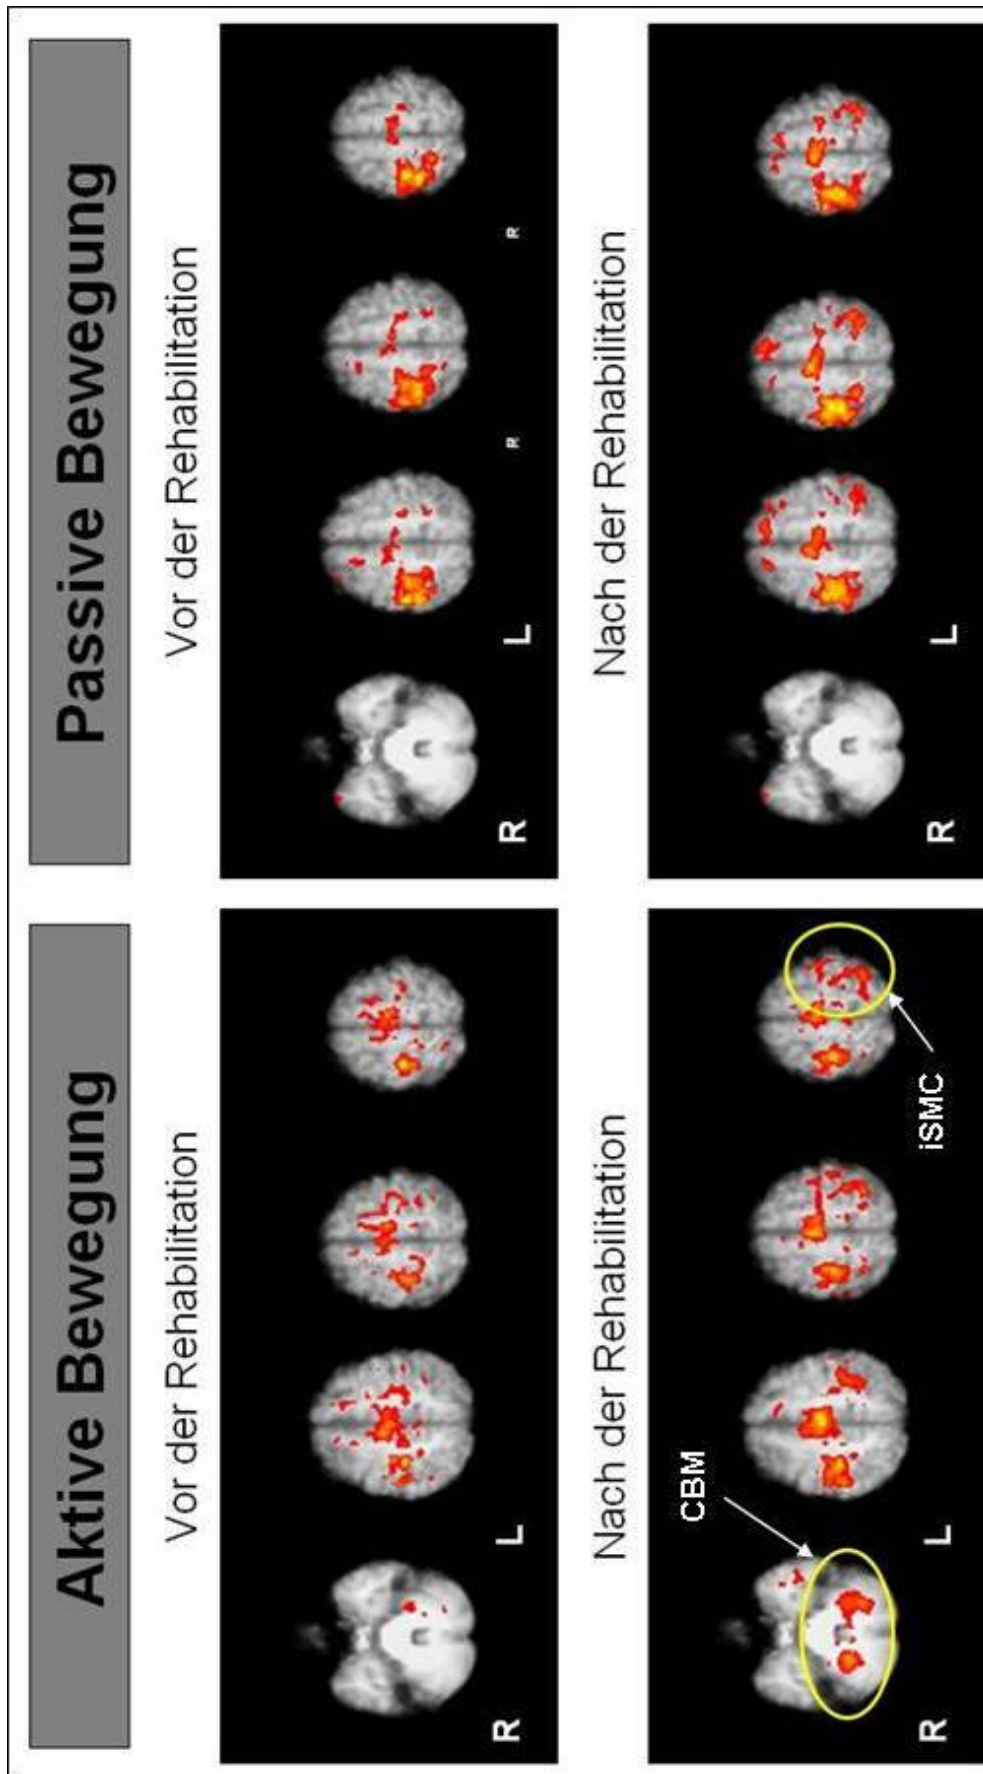 Aktive Bewegung
Passive Bewegung
Vor der Rehabilitation
Vor der Rehabilitation
R
L
R
L
R
R
Nach der Rehabilitation
Nach der Rehabilitation
CBM
iSMC
R
L
R
L